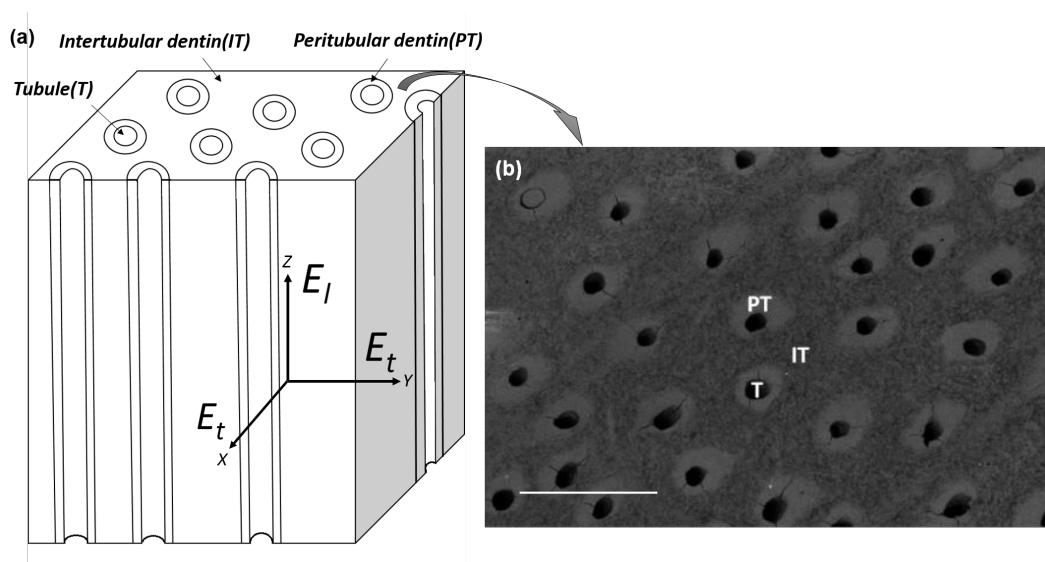 (a)
Intertubular dentin(IT)
Peritubular dentin(PT)
Tubule(T)
Z
E_l
E_t
Y
E_t
X
(b)
PT
IT
T